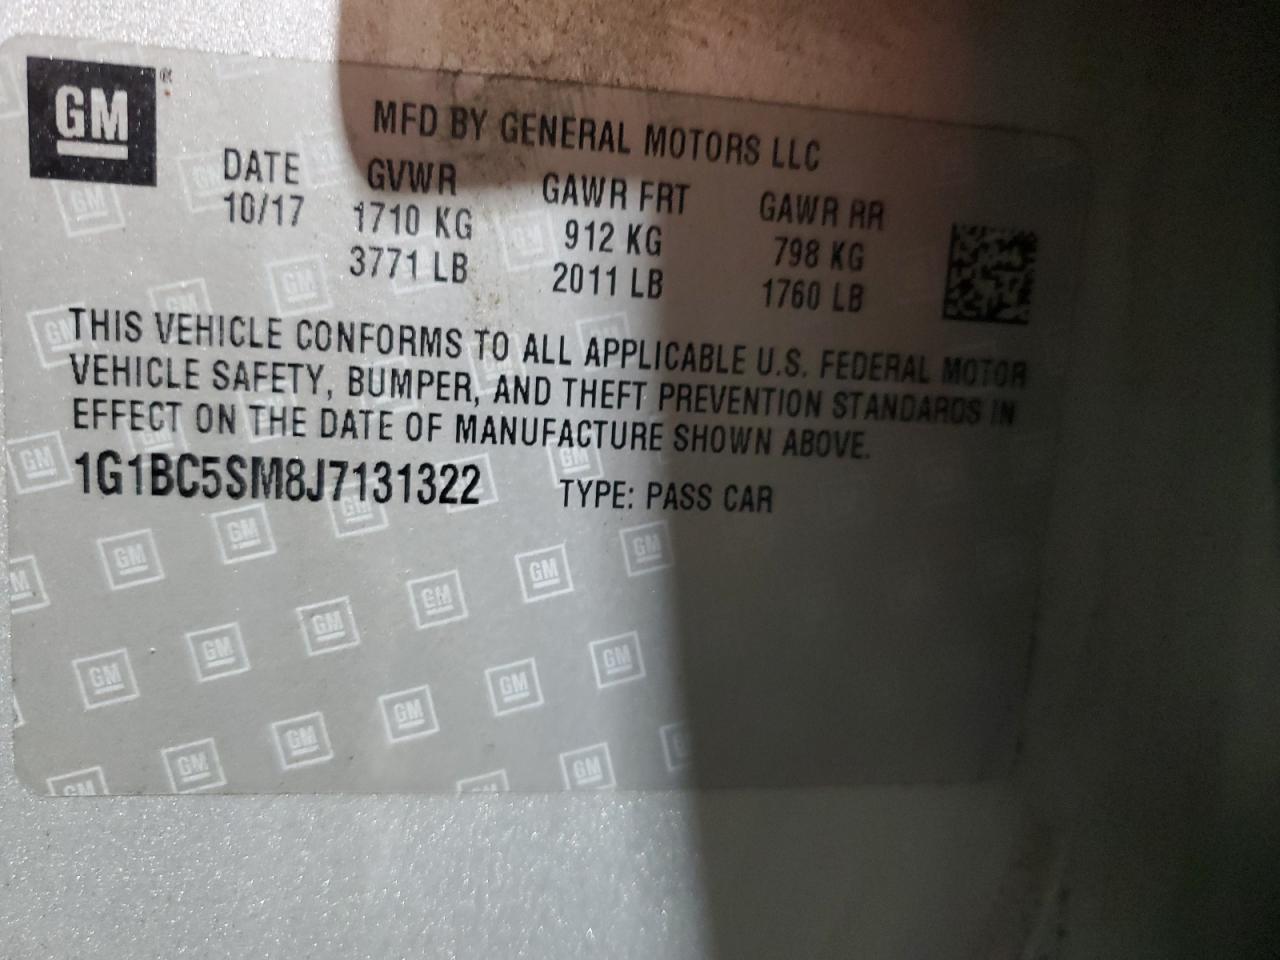 GM ®
MFD BY GENERAL MOTORS LLC
DATE GVWR GAWR FRT GAWR RR
10/17 1710 KG 912 KG 798 KG
3771 LB 2011 LB 1760 LB
THIS VEHICLE CONFORMS TO ALL APPLICABLE U.S. FEDERAL MOTOR
VEHICLE SAFETY, BUMPER, AND THEFT PREVENTION STANDARDS IN
EFFECT ON THE DATE OF MANUFACTURE SHOWN ABOVE.
1G1BC5SM8J7131322 TYPE: PASS CAR